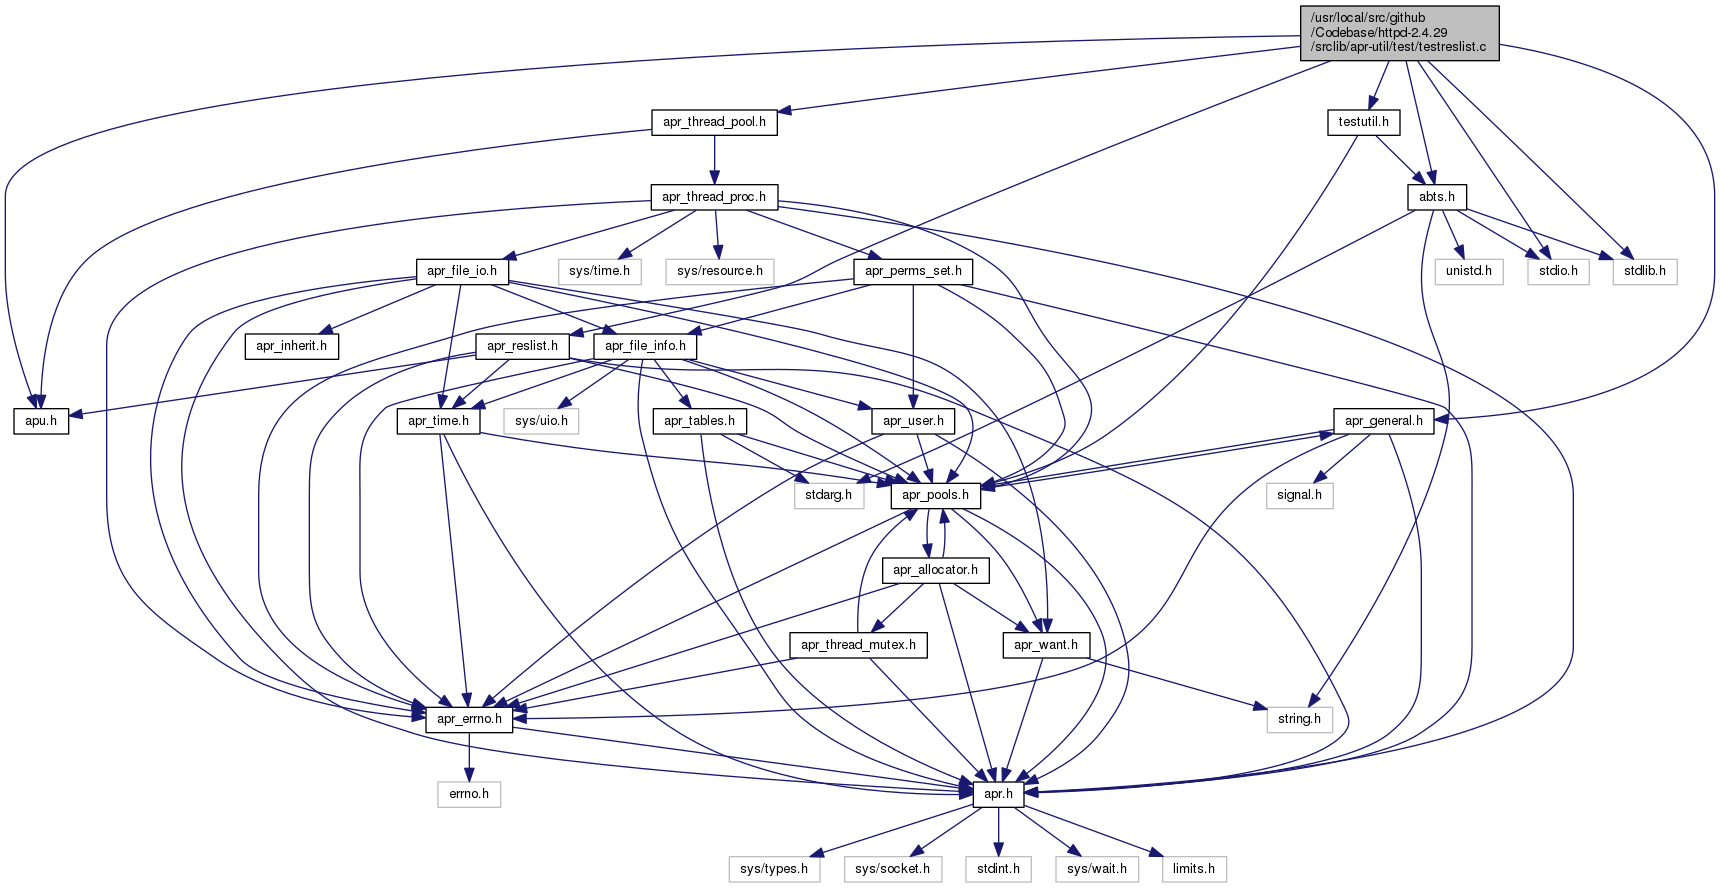 /usr/local/src/github
/Codebase/httpd-2.4.29
/srclib/apr-util/test/testreslist.c
apr_thread_pool.h
testutil.h
apr_thread_proc.h
abts.h
apr_file_io.h
sys/time.h
sys/resource.h
apr_perms_set.h
unistd.h
stdio.h
stdlib.h
apr_inherit.h
apr_reslist.h
apr_file_info.h
apu.h
apr_time.h
sys/uio.h
apr_tables.h
apr_user.h
apr_general.h
stdarg.h
apr_pools.h
signal.h
apr_allocator.h
apr_thread_mutex.h
apr_want.h
apr_errno.h
string.h
errno.h
apr.h
sys/types.h
sys/socket.h
stdint.h
sys/wait.h
limits.h